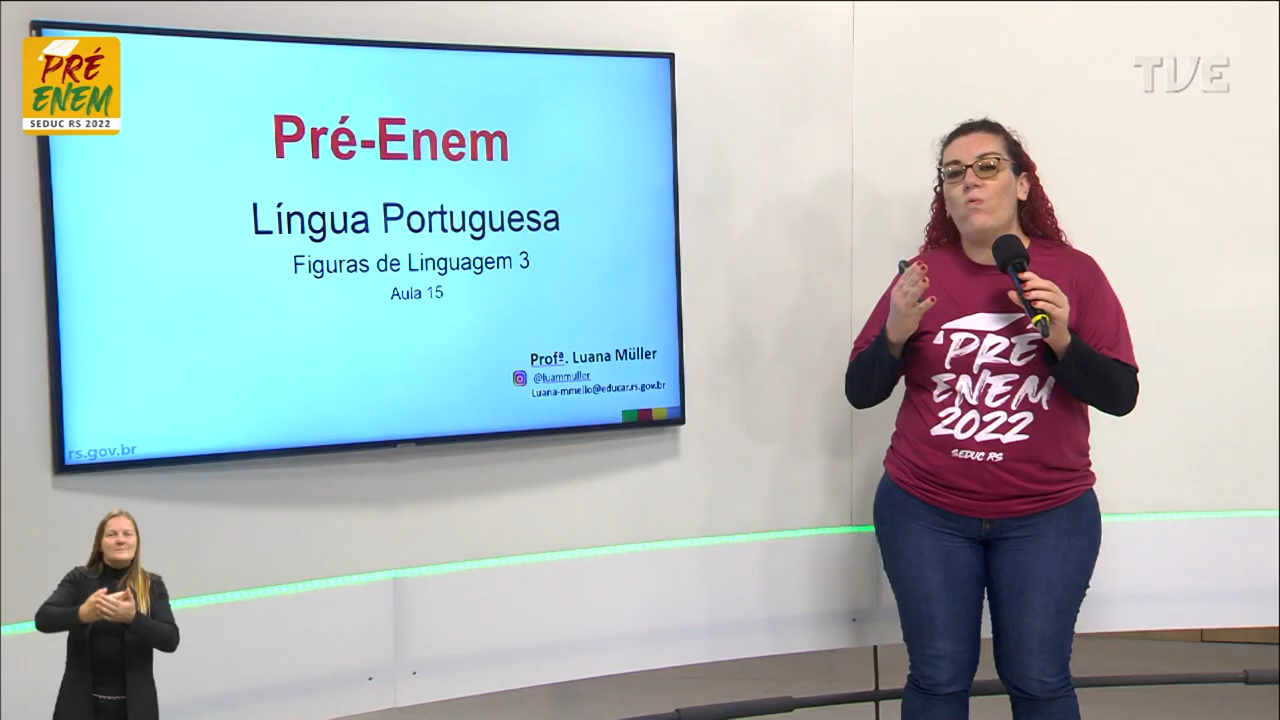 PRÉ
ENEM
SEDUC RS 2022
TVE
Pré-Enem
Língua Portuguesa
Figuras de Linguagem 3
Aula 15
Profª. Luana Müller
@luammuller
Luana-mmello@educar.rs.gov.br
rs.gov.br
PRÉ
ENEM
2022
SEDUC RS